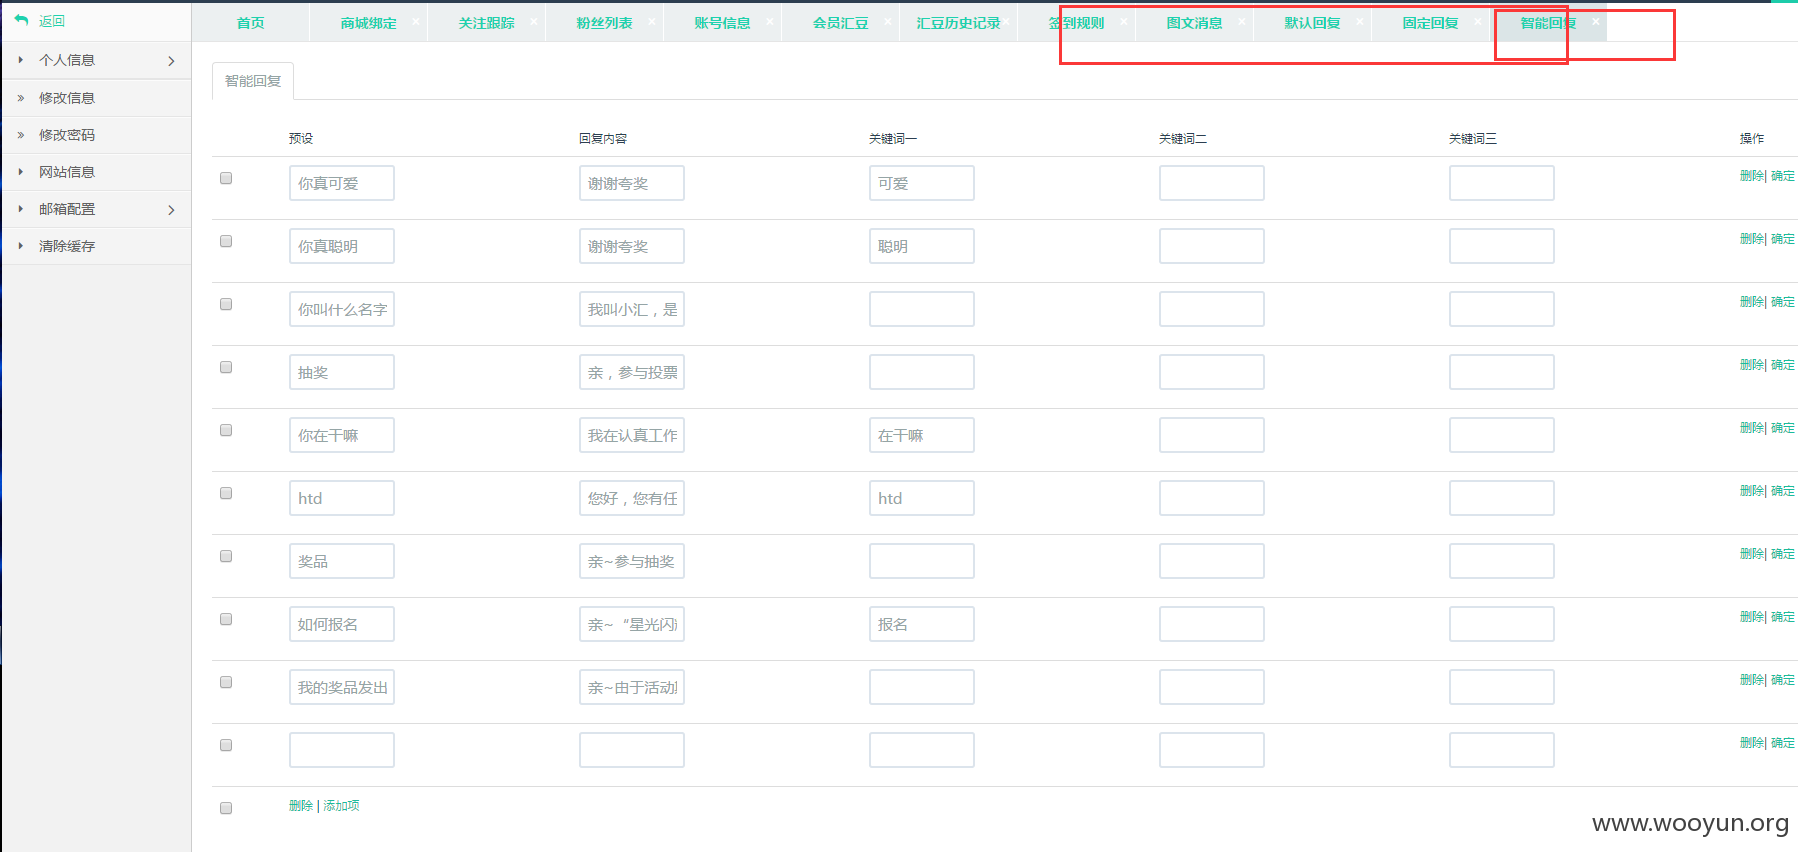 返回
首页 商城绑定 × 关注跟踪 × 粉丝列表 × 账号信息 × 会员汇豆 × 汇豆历史记录 × 签到规则 × 图文消息 × 默认回复 × 固定回复 × 智能回复 ×
个人信息
修改信息
修改密码
网站信息
邮箱配置
清除缓存
智能回复
预设 回复内容 关键词一 关键词二 关键词三 操作
你真可爱 谢谢夸奖 可爱 删除| 确定
你真聪明 谢谢夸奖 聪明 删除| 确定
你叫什么名字 我叫小汇，是 删除| 确定
抽奖 亲，参与投票 删除| 确定
你在干嘛 我在认真工作 在干嘛 删除| 确定
htd 您好，您有任 htd 删除| 确定
奖品 亲~参与抽奖 删除| 确定
如何报名 亲~“星光闪 报名 删除| 确定
我的奖品发出 亲~由于活动 删除| 确定
删除| 确定
删除 | 添加项
www.wooyun.org